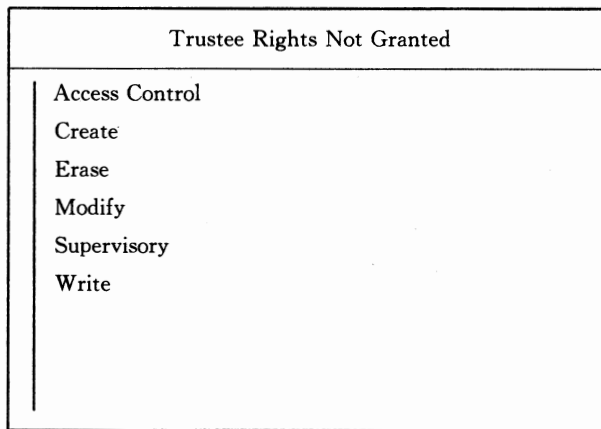 Trustee Rights Not Granted
Access Control
Create
Erase
Modify
Supervisory
Write